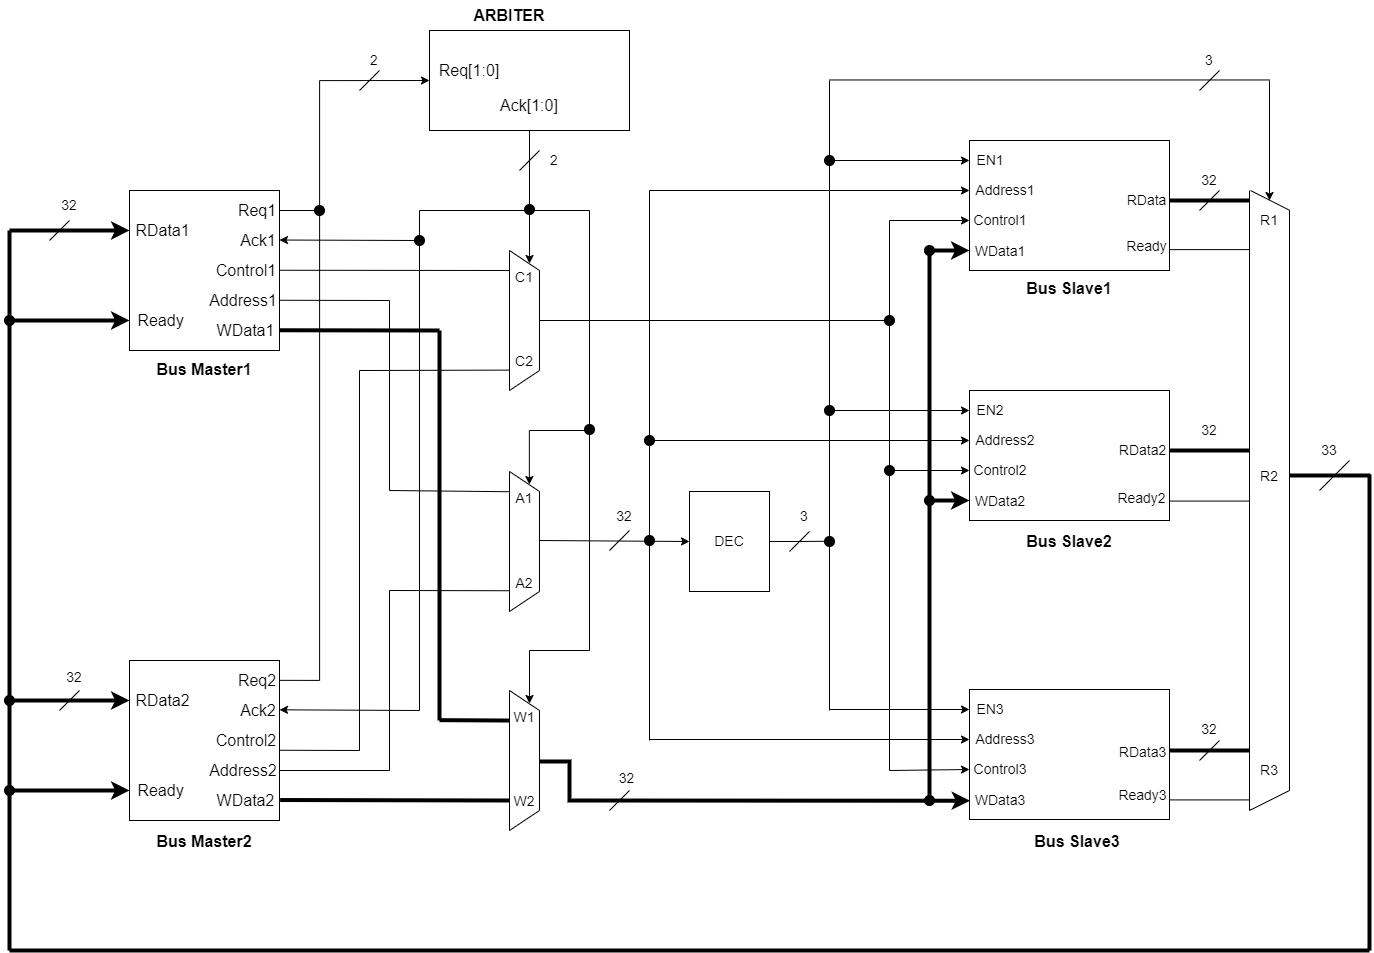 ARBITER
2
Req[1:0]
Ack[1:0]
2
3
32
RData1
Ready
Req1
Ack1
Control1
Address1
WData1
Bus Master1
C1
C2
A1
A2
32
DEC
3
32
RData2
Ready
Req2
Ack2
Control2
Address2
WData2
Bus Master2
W1
W2
32
EN1
Address1
Control1
WData1
RData
Ready
32
Bus Slave1
EN2
Address2
Control2
WData2
RData2
Ready2
32
Bus Slave2
EN3
Address3
Control3
WData3
RData3
Ready3
32
Bus Slave3
R1
R2
R3
33